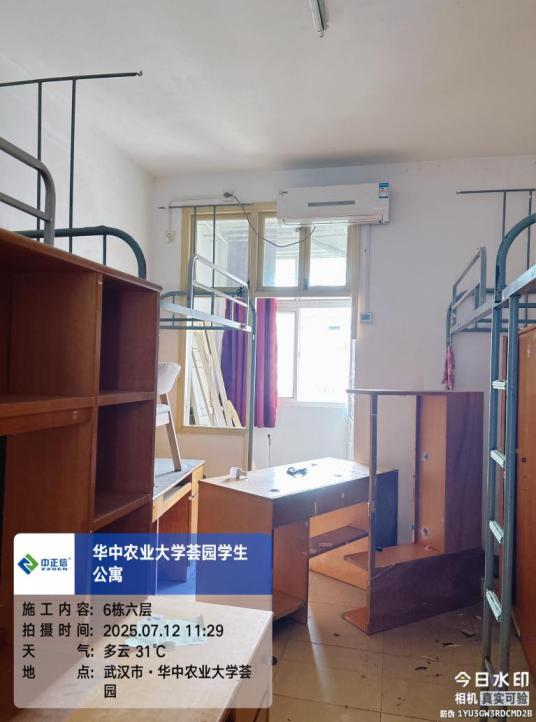 中正信
ZZSEN
华中农业大学荟园学生
公寓
施工内容: 6栋六层
拍摄时间: 2025.07.12 11:29
天气: 多云 31℃
地点: 武汉市·华中农业大学荟
园
今日水印
相机 真实可验
防伪 1YU3GW3RDCMD2B